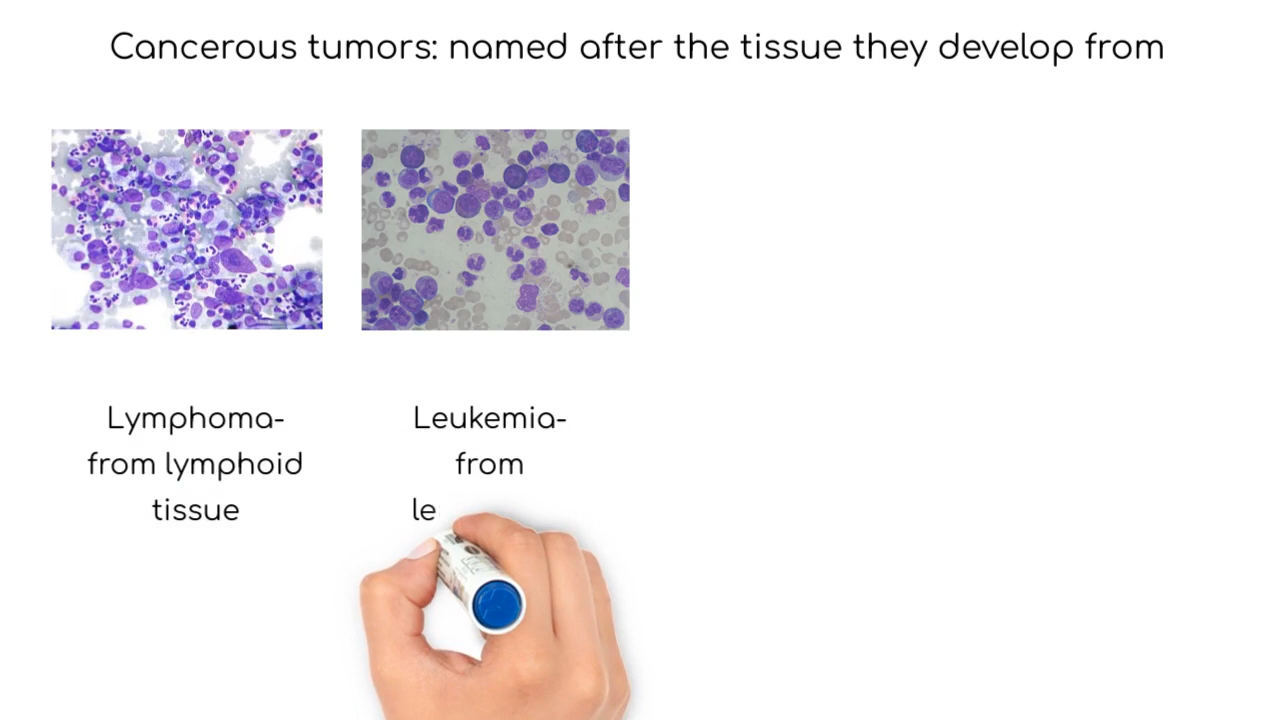 Cancerous tumors: named after the tissue they develop from
Lymphoma-
from lymphoid
tissue
Leukemia-
from
le